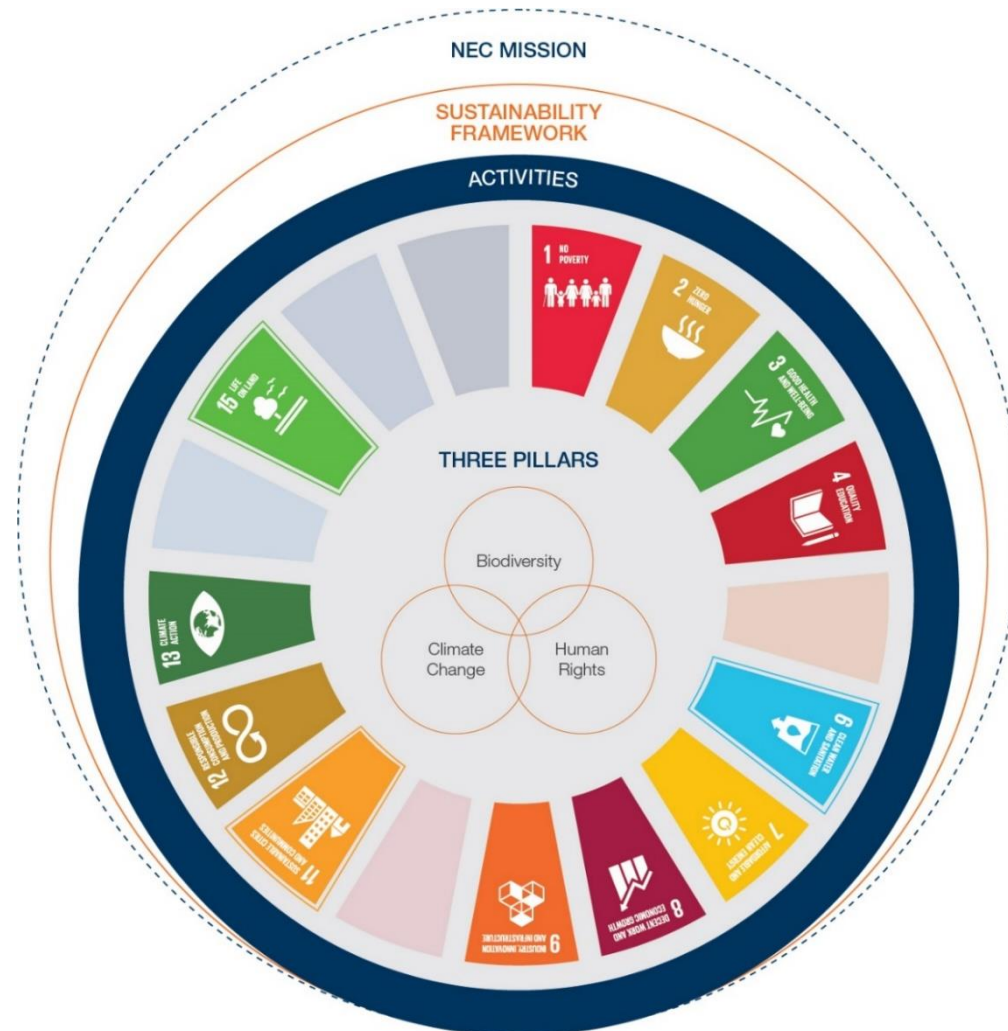 NEC MISSION
SUSTAINABILITY
FRAMEWORK
ACTIVITIES
1 NO
POVERTY
2 ZERO
HUNGER
3 GOOD HEALTH
AND WELL-BEING
4 QUALITY
EDUCATION
6 CLEAN WATER
AND SANITATION
7 AFFORDABLE AND
CLEAN ENERGY
8 DECENT WORK AND
ECONOMIC GROWTH
9 INDUSTRY, INNOVATION
AND INFRASTRUCTURE
11 SUSTAINABLE CITIES
AND COMMUNITIES
12 RESPONSIBLE
CONSUMPTION
AND PRODUCTION
13 CLIMATE
ACTION
15 LIFE
ON LAND
THREE PILLARS
Biodiversity
Climate
Change
Human
Rights